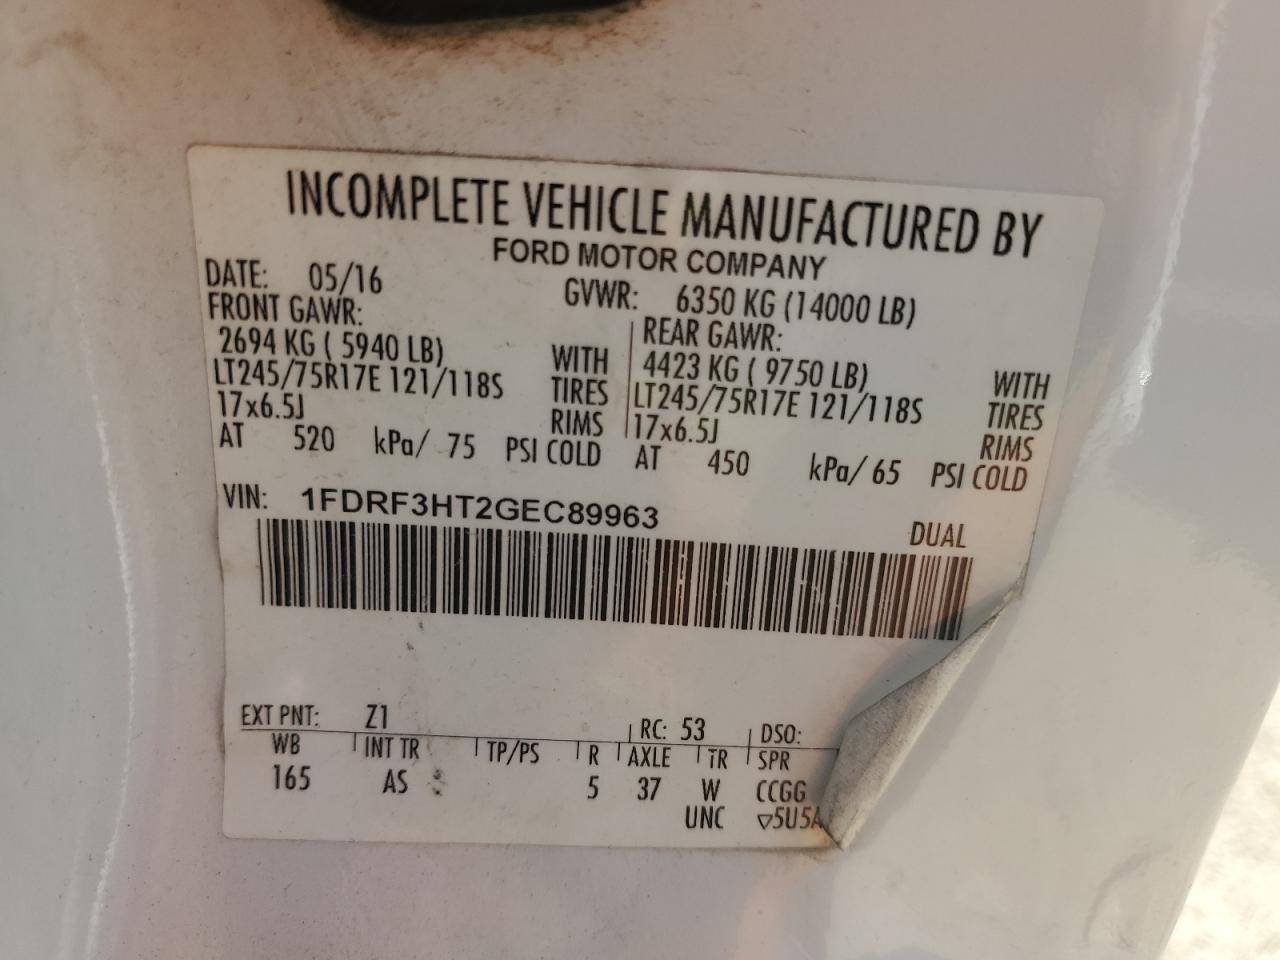 INCOMPLETE VEHICLE MANUFACTURED BY
FORD MOTOR COMPANY
DATE: 05/16 GVWR: 6350 KG (14000 LB)
FRONT GAWR: REAR GAWR:
2694 KG ( 5940 LB) WITH 4423 KG ( 9750 LB) WITH
LT245/75R17E 121/118S TIRES LT245/75R17E 121/118S TIRES
17x6.5J RIMS 17x6.5J RIMS
AT 520 kPa/ 75 PSI COLD AT 450 kPa/ 65 PSI COLD
VIN: 1FDRF3HT2GEC89963 DUAL
EXT PNT: Z1 RC: 53 DSO:
WB INT TR TP/PS R AXLE TR SPR
165 AS 5 37 W CCGG
UNC ▽5U5A